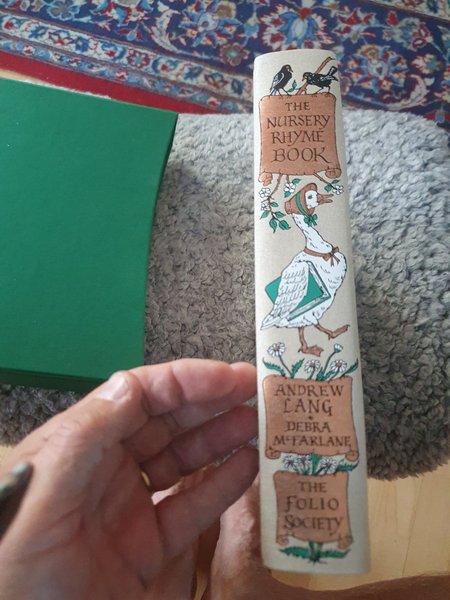 THE
NURSERY
RHYME
BOOK
ANDREW
LANG
DEBRA
McFARLANE
THE
FOLIO
SOCIETY